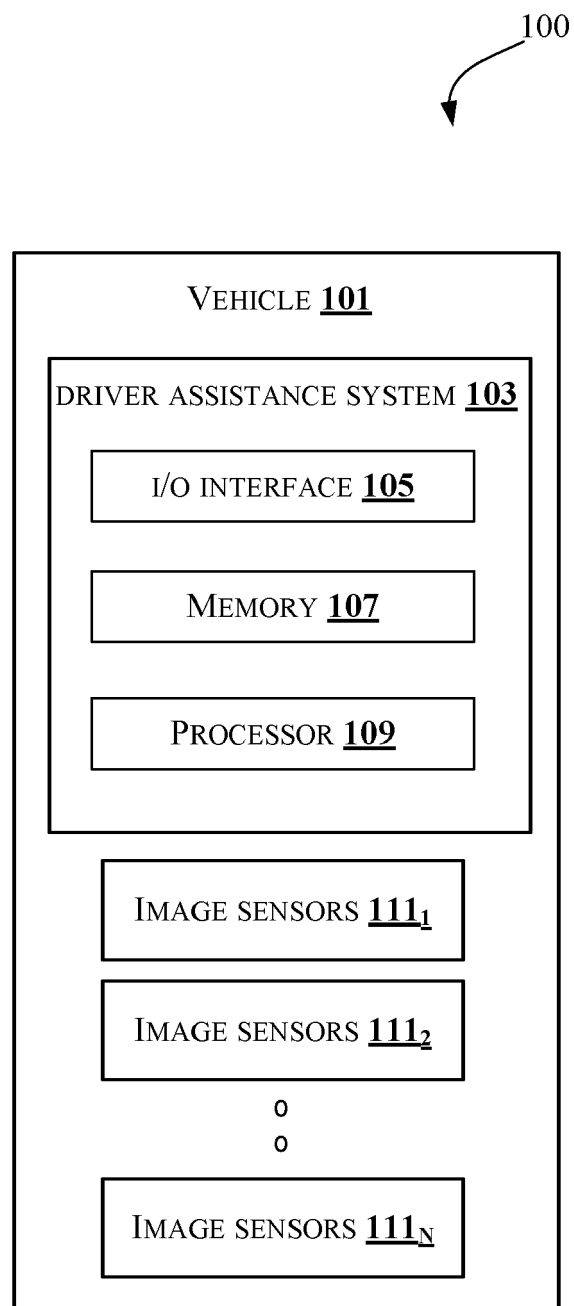 100
VEHICLE 101
DRIVER ASSISTANCE SYSTEM 103
I/O INTERFACE 105
MEMORY 107
PROCESSOR 109
IMAGE SENSORS 111₁
IMAGE SENSORS 111₂
IMAGE SENSORS 111_N